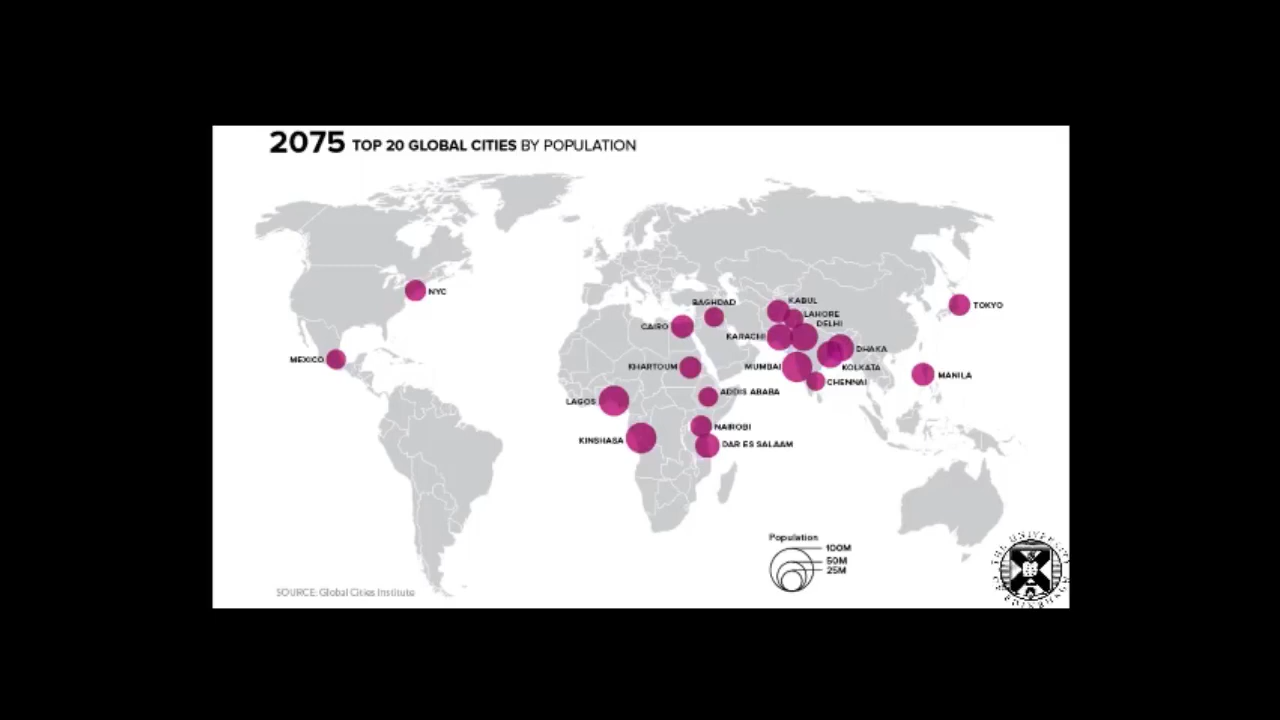 2075 TOP 20 GLOBAL CITIES BY POPULATION
NYC
MEXICO
BAGHDAD
CAIRO
KHARTOUM
LAGOS
KINSHASA
ADDIS ABABA
NAIROBI
DAR ES SALAAM
KABUL
LAHORE
DELHI
KARACHI
DHAKA
MUMBAI
KOLKATA
CHENNAI
TOKYO
MANILA
Population
100M
50M
25M
SOURCE: Global Cities Institute